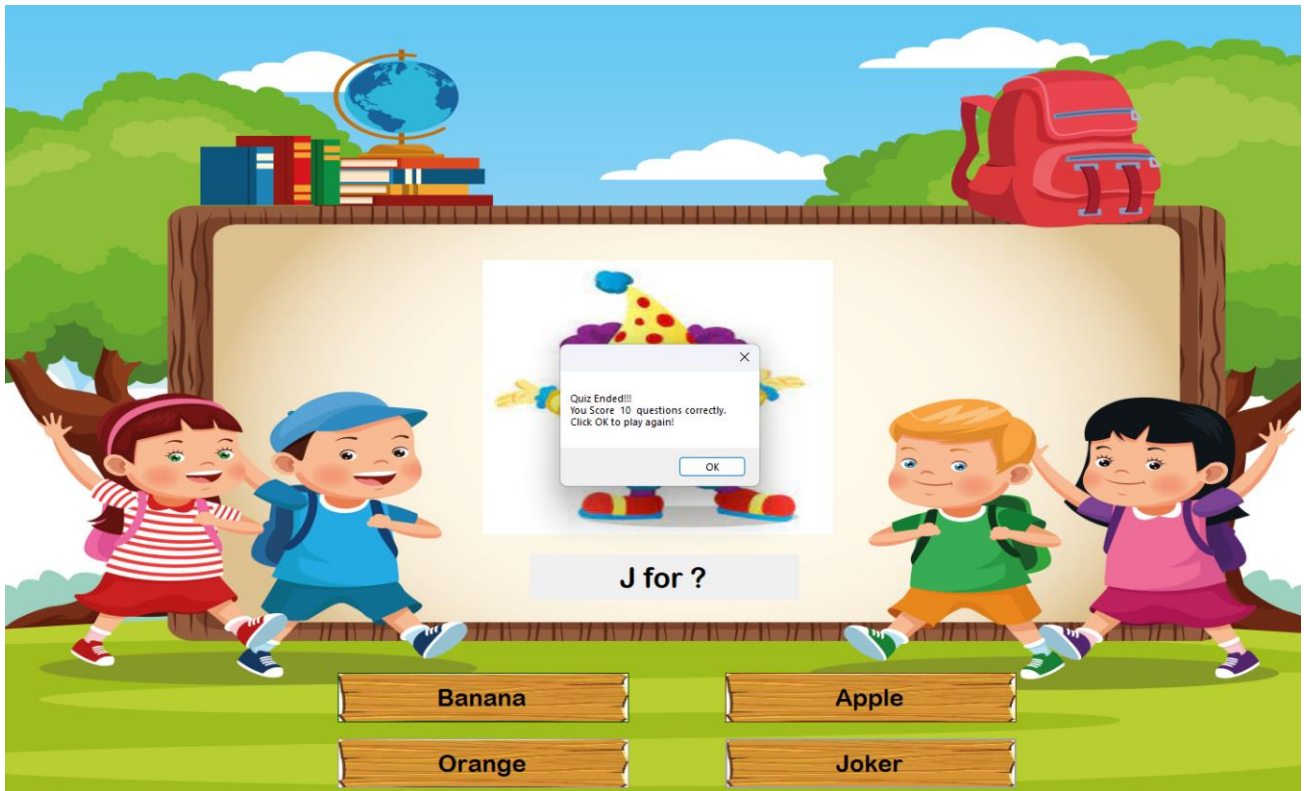 Quiz Ended!!!
You Score 10 questions correctly.
Click OK to play again!
OK
J for ?
Banana
Apple
Orange
Joker